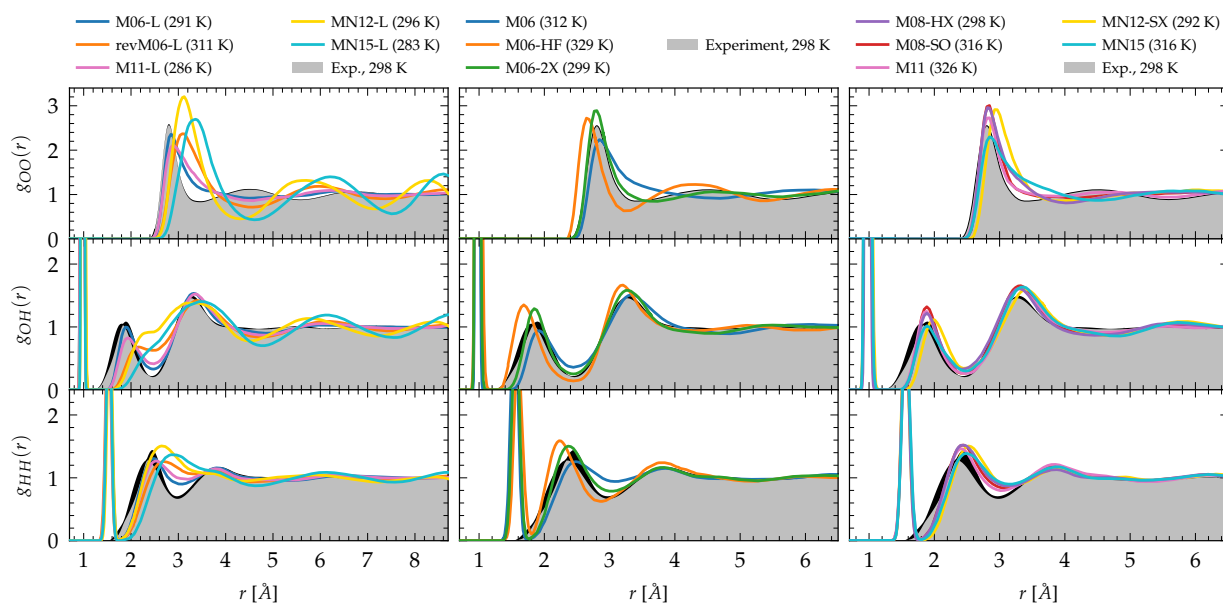 M06-L (291 K) MN12-L (296 K) M06 (312 K) M08-HX (298 K) MN12-SX (292 K)
revM06-L (311 K) MN15-L (283 K) M06-HF (329 K) Experiment, 298 K M08-SO (316 K) MN15 (316 K)
M11-L (286 K) Exp., 298 K M06-2X (299 K) M11 (326 K) Exp., 298 K
3
2
1
0
gOO(r)
2
1
0
gOH(r)
2
1
0
gHH(r)
1 2 3 4 5 6 7 8 1 2 3 4 5 6 1 2 3 4 5 6
r [Å] r [Å] r [Å]